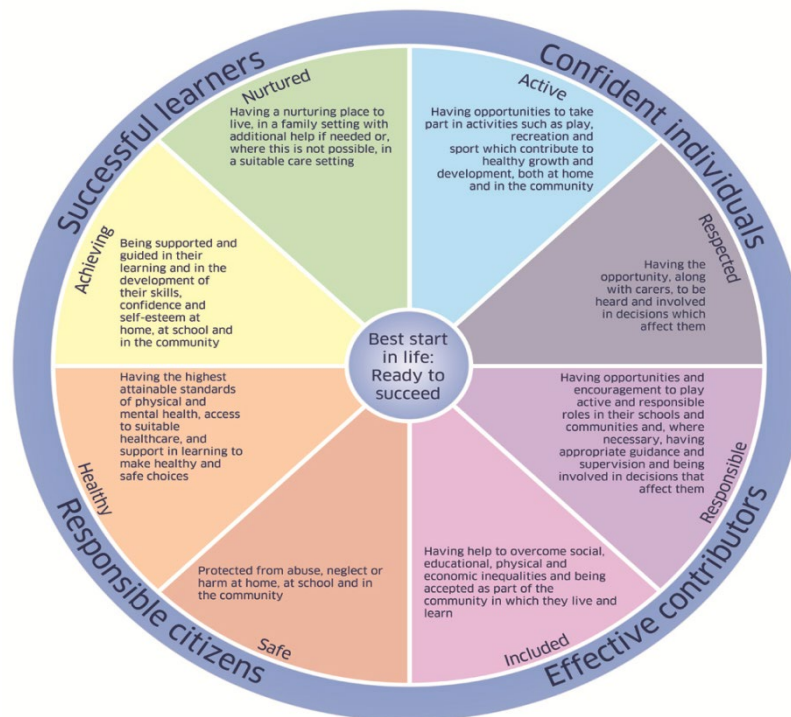 Successful learners
Confident individuals
Nurtured
Having a nurturing place to
live, in a family setting with
additional help if needed or,
where this is not possible, in
a suitable care setting
Active
Having opportunities to take
part in activities such as play,
recreation and
sport which contribute to
healthy growth and
development, both at home
and in the community
Achieving
Being supported and
guided in their
learning and in the
development of
their skills,
confidence and
self-esteem at
home, at school and
in the community
Respected
Having the
opportunity, along
with carers, to be
heard and involved
in decisions which
affect them
Best start
in life:
Ready to
succeed
Healthy
Having the highest
attainable standards
of physical and
mental health, access
to suitable
healthcare, and
support in learning to
make healthy and
safe choices
Responsible
Having opportunities and
encouragement to play
active and responsible
roles in their schools and
communities and, where
necessary, having
appropriate guidance and
supervision and being
involved in decisions that
affect them
Protected from abuse, neglect or
harm at home, at school and in
the community
Safe
Having help to overcome social,
educational, physical and
economic inequalities and being
accepted as part of the
community in which they live and
learn
Included
Responsible citizens
Effective contributors